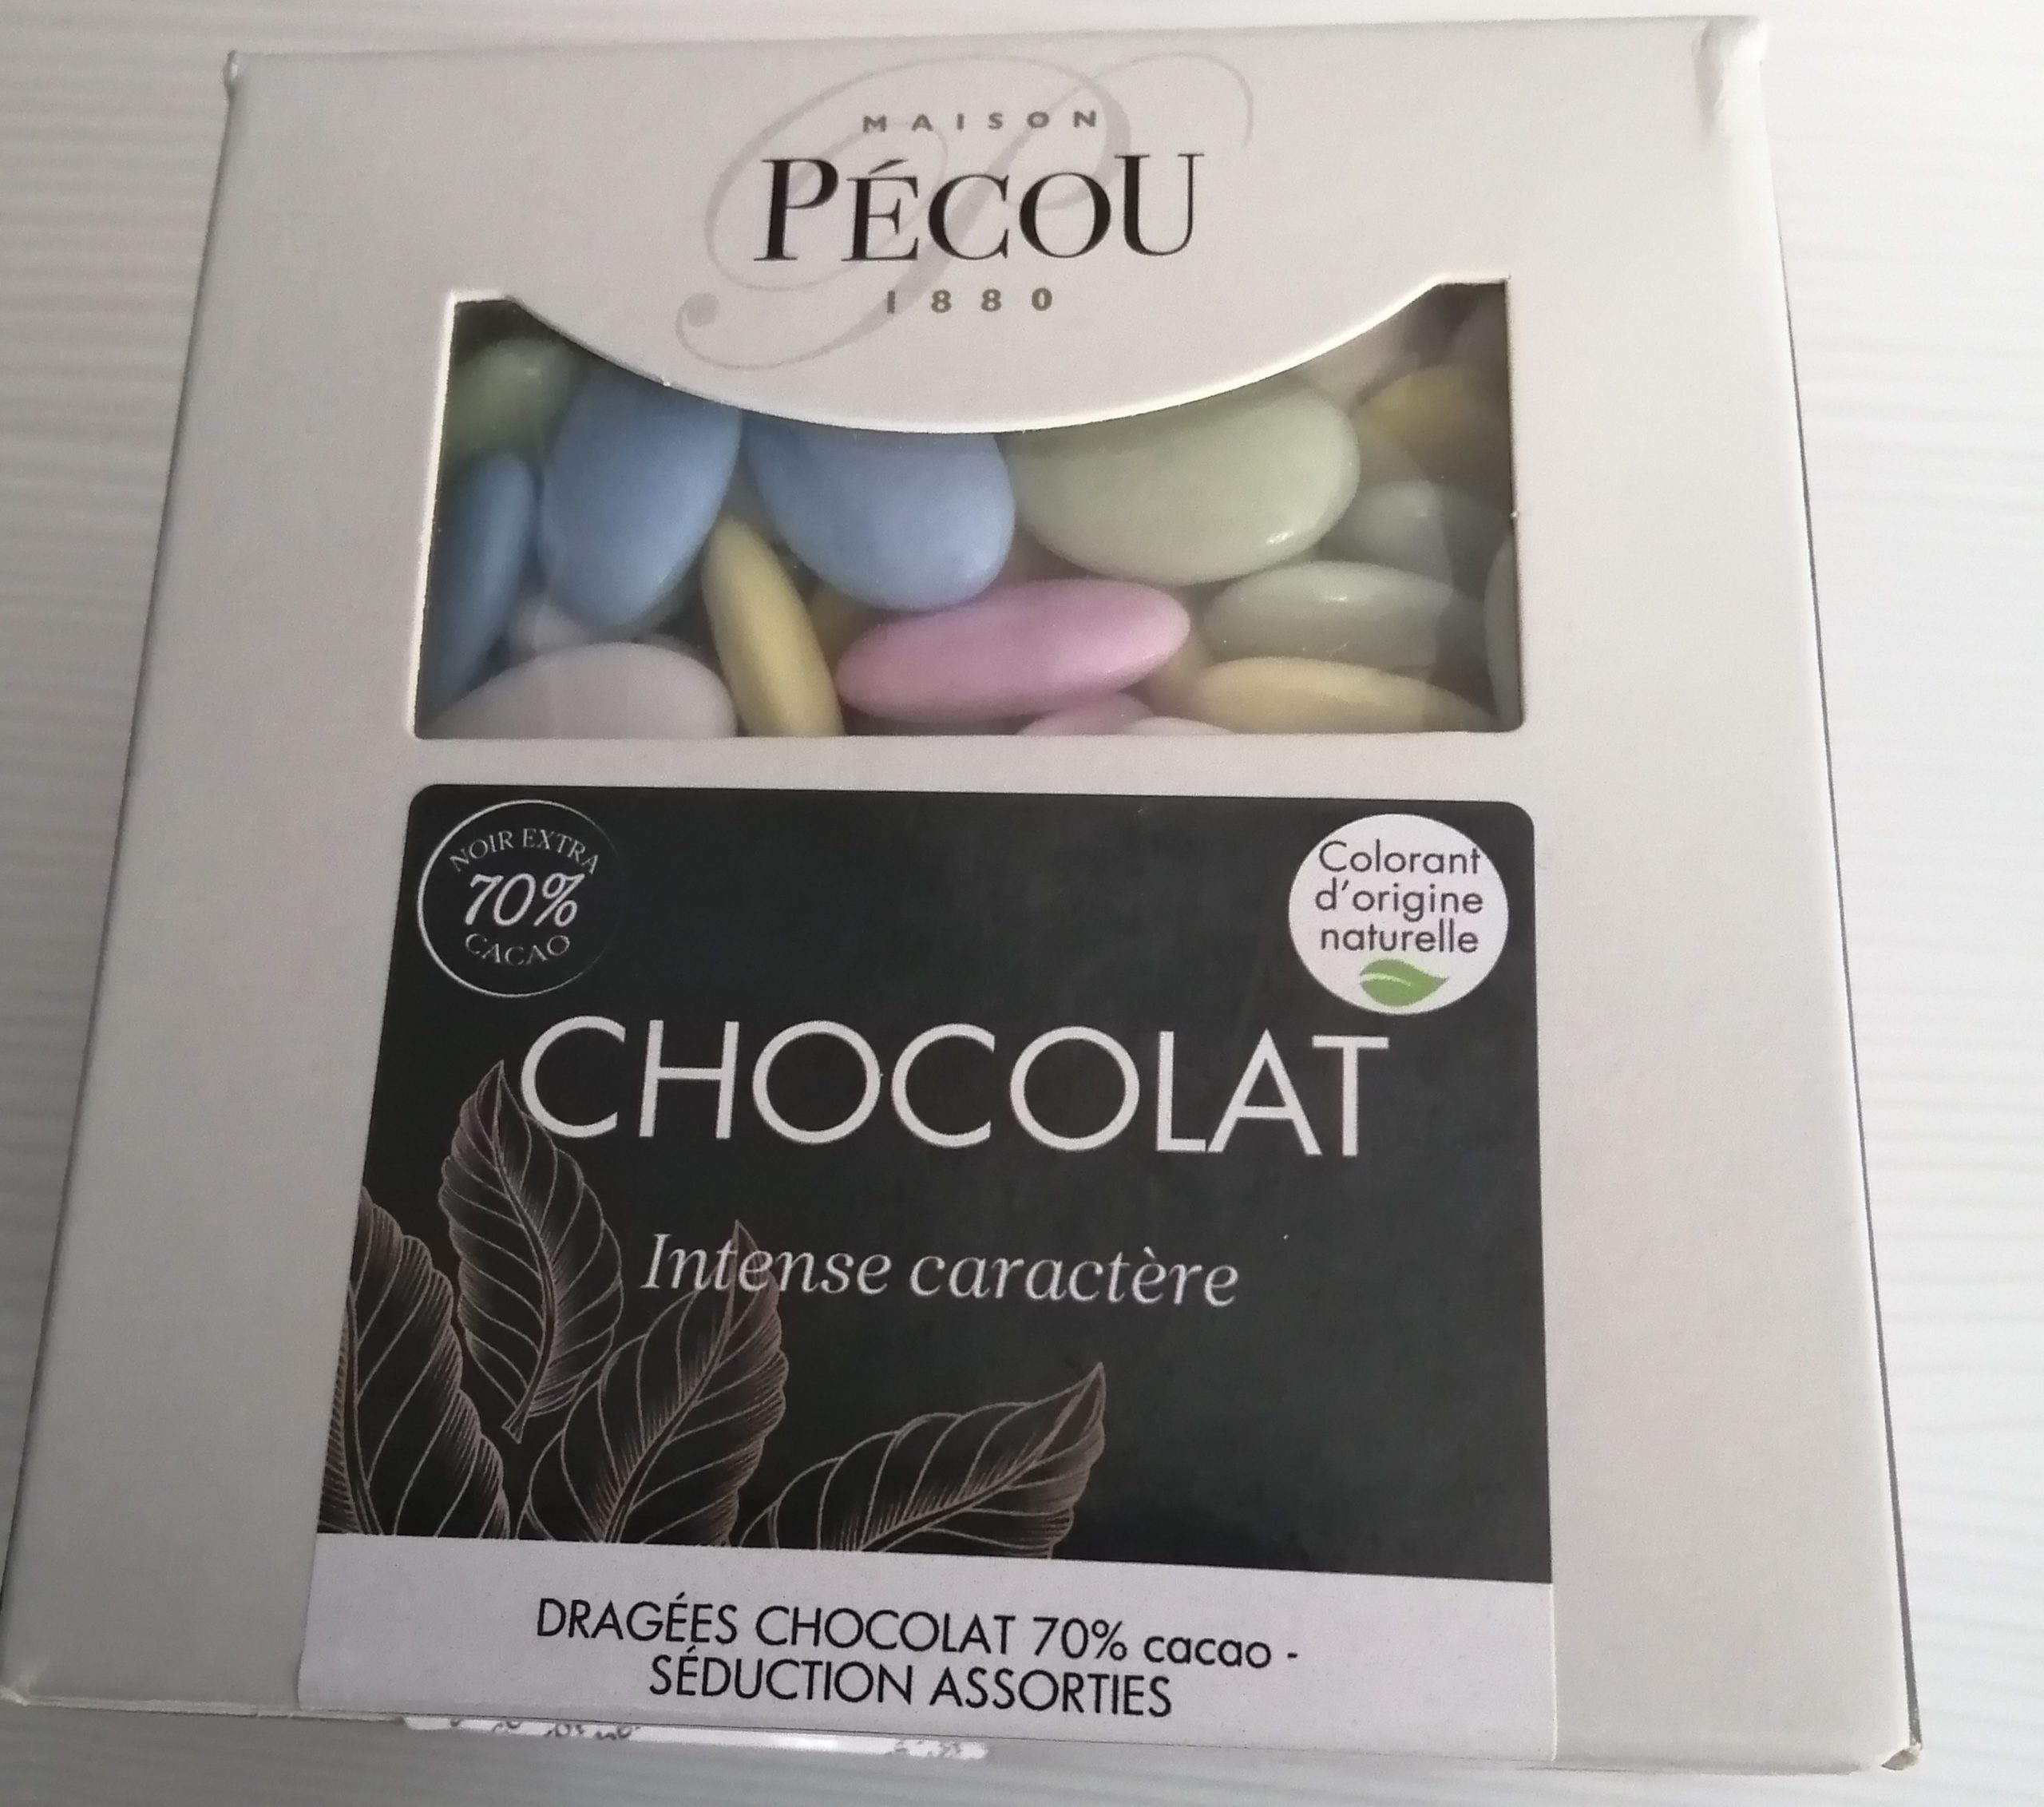 MAISON
PÉCOU
1880
NOIR EXTRA
70%
CACAO
Colorant
d'origine
naturelle
CHOCOLAT
Intense caractère
DRAGÉES CHOCOLAT 70% cacao -
SÉDUCTION ASSORTIES